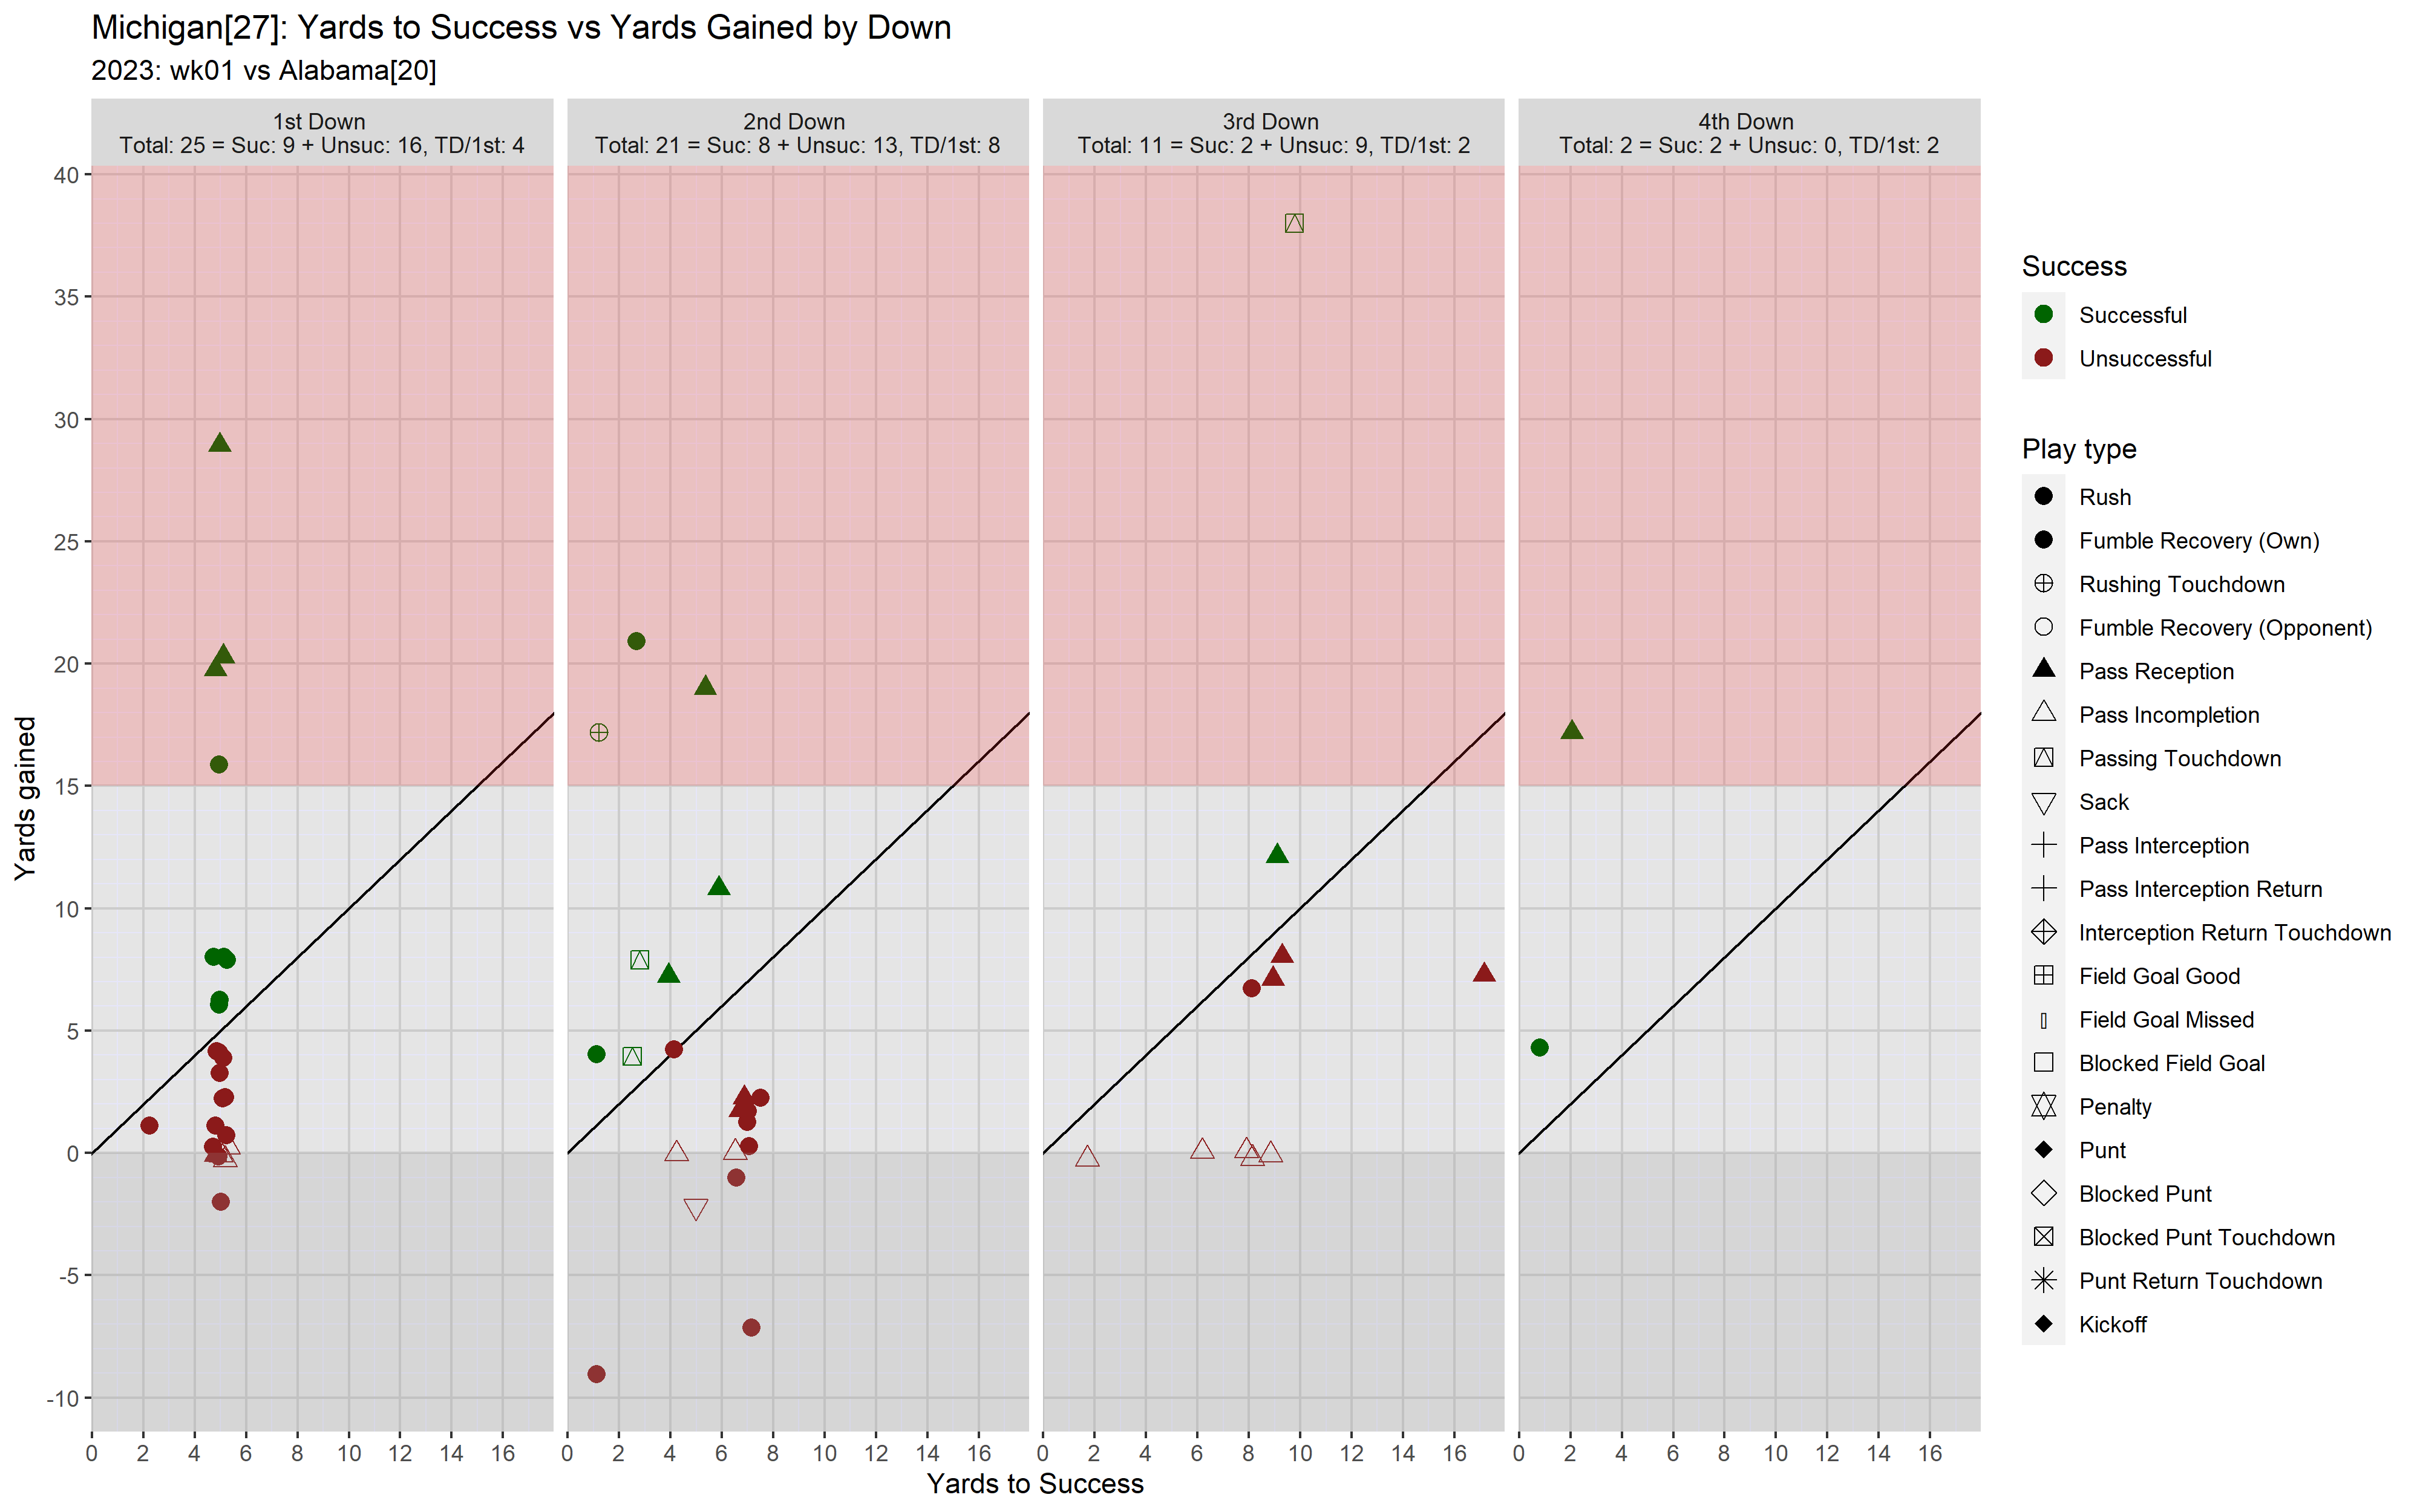 Michigan[27]: Yards to Success vs Yards Gained by Down
2023: wk01 vs Alabama[20]
1st Down
Total: 25 = Suc: 9 + Unsuc: 16, TD/1st: 4
2nd Down
Total: 21 = Suc: 8 + Unsuc: 13, TD/1st: 8
3rd Down
Total: 11 = Suc: 2 + Unsuc: 9, TD/1st: 2
4th Down
Total: 2 = Suc: 2 + Unsuc: 0, TD/1st: 2
40
35
30
25
20
15
10
5
0
-5
-10
Yards gained
0 2 4 6 8 10 12 14 16
0 2 4 6 8 10 12 14 16
0 2 4 6 8 10 12 14 16
0 2 4 6 8 10 12 14 16
Yards to Success
Success
Successful
Unsuccessful
Play type
Rush
Fumble Recovery (Own)
Rushing Touchdown
Fumble Recovery (Opponent)
Pass Reception
Pass Incompletion
Passing Touchdown
Sack
Pass Interception
Pass Interception Return
Interception Return Touchdown
Field Goal Good
Field Goal Missed
Blocked Field Goal
Penalty
Punt
Blocked Punt
Blocked Punt Touchdown
Punt Return Touchdown
Kickoff